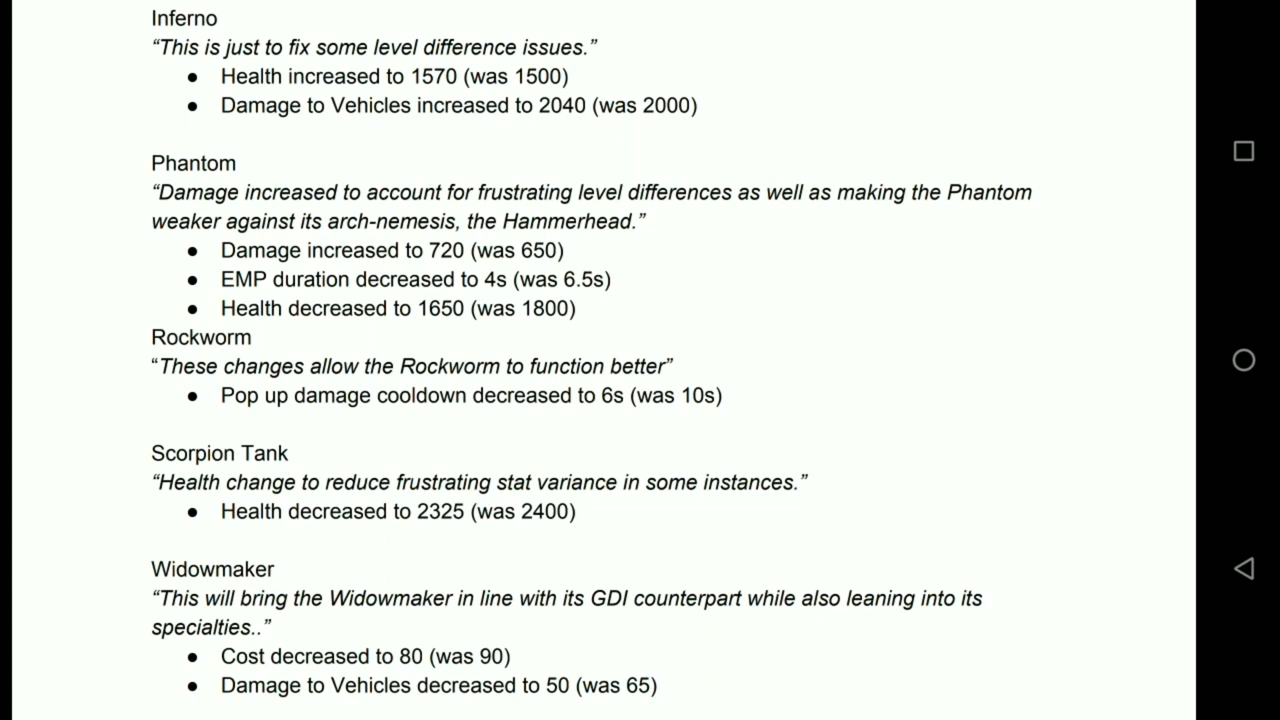 Inferno
“This is just to fix some level difference issues.”
● Health increased to 1570 (was 1500)
● Damage to Vehicles increased to 2040 (was 2000)
Phantom
“Damage increased to account for frustrating level differences as well as making the Phantom
weaker against its arch-nemesis, the Hammerhead.”
● Damage increased to 720 (was 650)
● EMP duration decreased to 4s (was 6.5s)
● Health decreased to 1650 (was 1800)
Rockworm
“These changes allow the Rockworm to function better”
● Pop up damage cooldown decreased to 6s (was 10s)
Scorpion Tank
“Health change to reduce frustrating stat variance in some instances.”
● Health decreased to 2325 (was 2400)
Widowmaker
“This will bring the Widowmaker in line with its GDI counterpart while also leaning into its
specialties..”
● Cost decreased to 80 (was 90)
● Damage to Vehicles decreased to 50 (was 65)